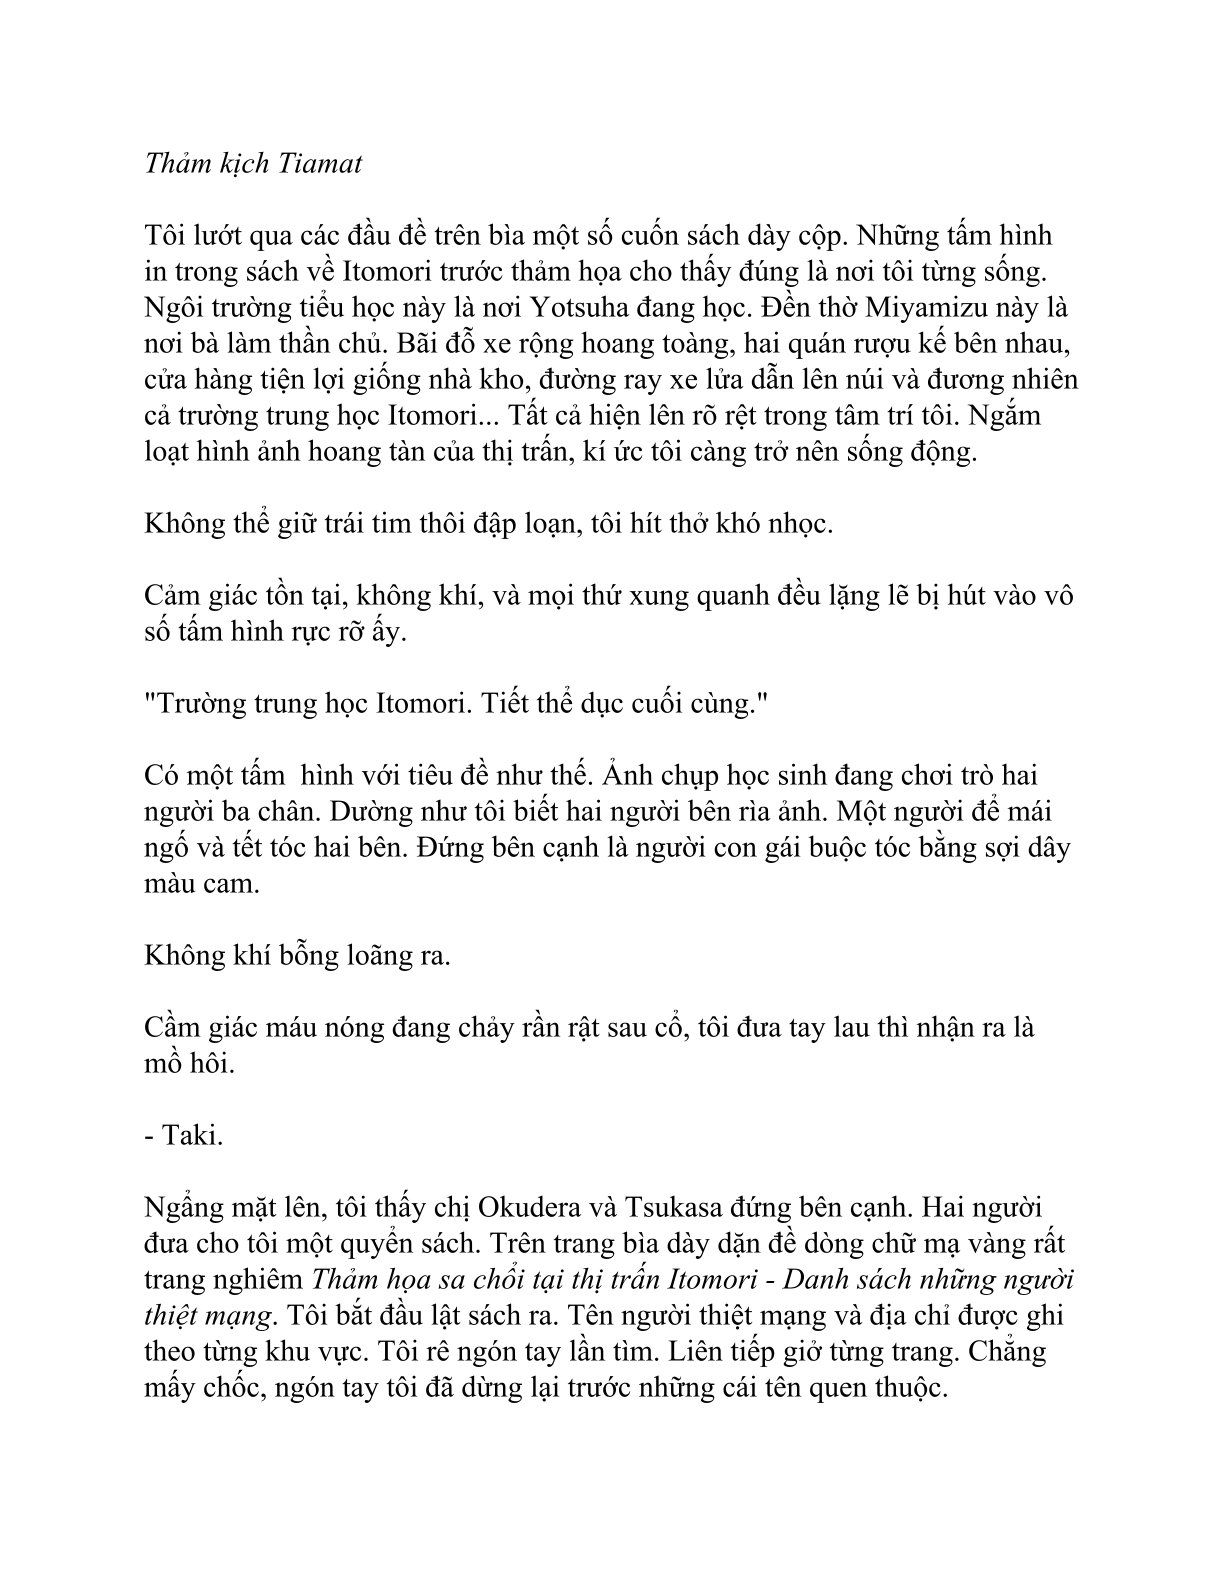 Thảm kịch Tiamat
Tôi lướt qua các đầu đề trên bìa một số cuốn sách dày cộp. Những tấm hình
in trong sách về Itomori trước thảm họa cho thấy đúng là nơi tôi từng sống.
Ngôi trường tiểu học này là nơi Yotsuha đang học. Đền thờ Miyamizu này là
nơi bà làm thần chủ. Bãi đỗ xe rộng hoang toàng, hai quán rượu kế bên nhau,
cửa hàng tiện lợi giống nhà kho, đường ray xe lửa dẫn lên núi và đương nhiên
cả trường trung học Itomori... Tất cả hiện lên rõ rệt trong tâm trí tôi. Ngắm
loạt hình ảnh hoang tàn của thị trấn, kí ức tôi càng trở nên sống động.
Không thể giữ trái tim thôi đập loạn, tôi hít thở khó nhọc.
Cảm giác tồn tại, không khí, và mọi thứ xung quanh đều lặng lẽ bị hút vào vô
số tấm hình rực rỡ ấy.
"Trường trung học Itomori. Tiết thể dục cuối cùng."
Có một tấm  hình với tiêu đề như thế. Ảnh chụp học sinh đang chơi trò hai
người ba chân. Dường như tôi biết hai người bên rìa ảnh. Một người để mái
ngố và tết tóc hai bên. Đứng bên cạnh là người con gái buộc tóc bằng sợi dây
màu cam.
Không khí bỗng loãng ra.
Cầm giác máu nóng đang chảy rần rật sau cổ, tôi đưa tay lau thì nhận ra là
mồ hôi.
- Taki.
Ngẩng mặt lên, tôi thấy chị Okudera và Tsukasa đứng bên cạnh. Hai người
đưa cho tôi một quyển sách. Trên trang bìa dày dặn đề dòng chữ mạ vàng rất
trang nghiêm Thảm họa sa chổi tại thị trấn Itomori - Danh sách những người
thiệt mạng. Tôi bắt đầu lật sách ra. Tên người thiệt mạng và địa chỉ được ghi
theo từng khu vực. Tôi rê ngón tay lần tìm. Liên tiếp giở từng trang. Chẳng
mấy chốc, ngón tay tôi đã dừng lại trước những cái tên quen thuộc.